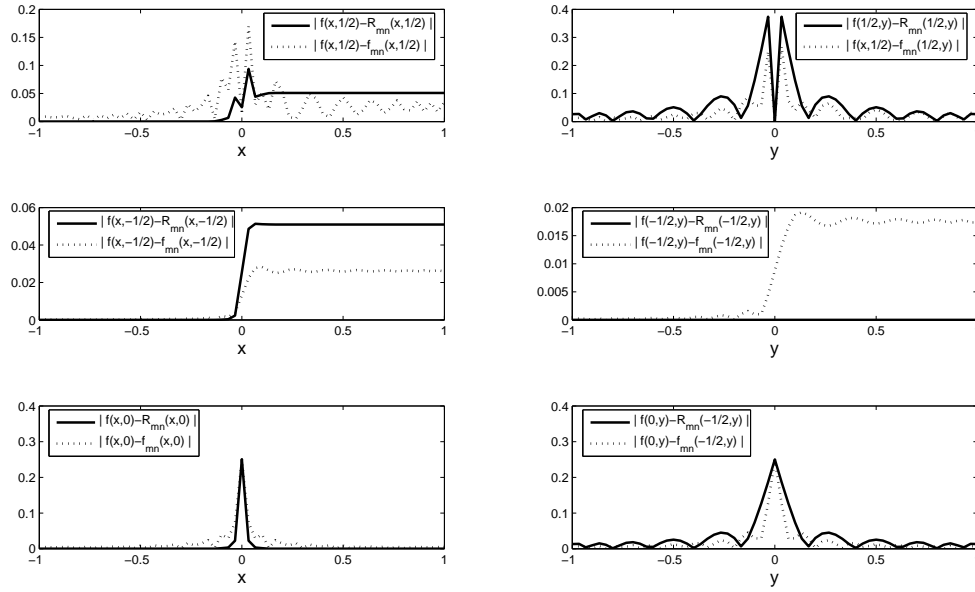 0.2
0.15
0.1
0.05
0
−1 −0.5 0 0.5 1
x
| f(x,1/2)−R_mn(x,1/2) |
| f(x,1/2)−f_mn(x,1/2) |
0.4
0.3
0.2
0.1
0
−1 −0.5 0 0.5
y
| f(1/2,y)−R_mn(1/2,y) |
| f(x,1/2)−f_mn(1/2,y) |
0.06
0.04
0.02
0
−1 −0.5 0 0.5 1
x
| f(x,−1/2)−R_mn(x,−1/2) |
| f(x,−1/2)−f_mn(x,−1/2) |
0.02
0.015
0.01
0.005
0
−1 −0.5 0 0.5
y
| f(−1/2,y)−R_mn(−1/2,y) |
| f(−1/2,y)−f_mn(−1/2,y) |
0.4
0.3
0.2
0.1
0
−1 −0.5 0 0.5 1
x
| f(x,0)−R_mn(x,0) |
| f(x,0)−f_mn(x,0) |
0.4
0.3
0.2
0.1
0
−1 −0.5 0 0.5
y
| f(0,y)−R_mn(−1/2,y) |
| f(0,y)−f_mn(−1/2,y) |